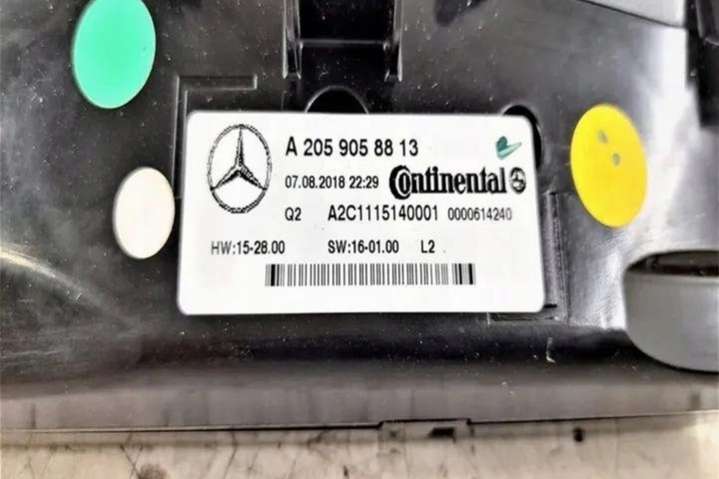 A 205 905 88 13
07.08.2018 22:29 Continental
Q2 A2C1115140001 0000614240
HW:15-28.00 SW:16-01.00 L2